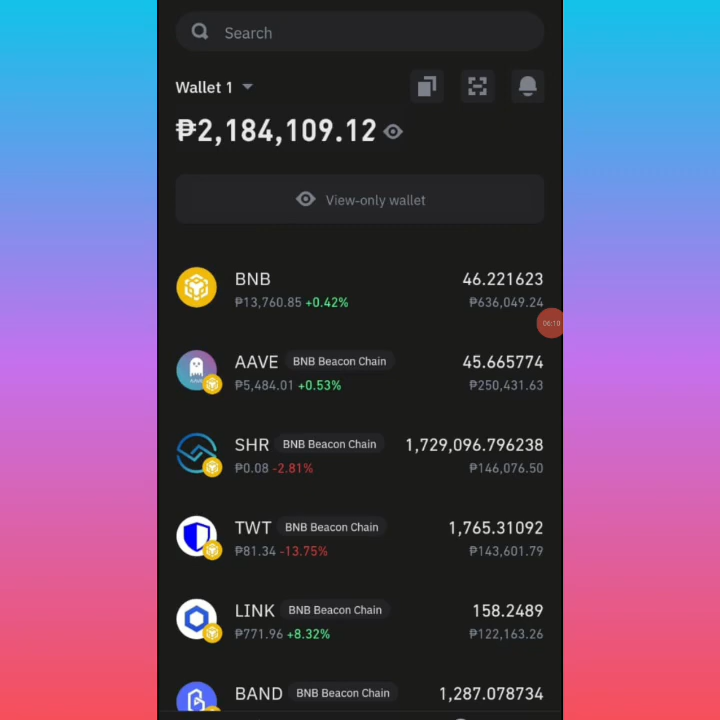 Search
Wallet 1
₱2,184,109.12
View-only wallet
BNB 46.221623
₱13,760.85 +0.42% ₱636,049.24
06:10
AAVE BNB Beacon Chain 45.665774
₱5,484.01 +0.53% ₱250,431.63
SHR BNB Beacon Chain 1,729,096.796238
₱0.08 -2.81% ₱146,076.50
TWT BNB Beacon Chain 1,765.31092
₱81.34 -13.75% ₱143,601.79
LINK BNB Beacon Chain 158.2489
₱771.96 +8.32% ₱122,163.26
BAND BNB Beacon Chain 1,287.078734